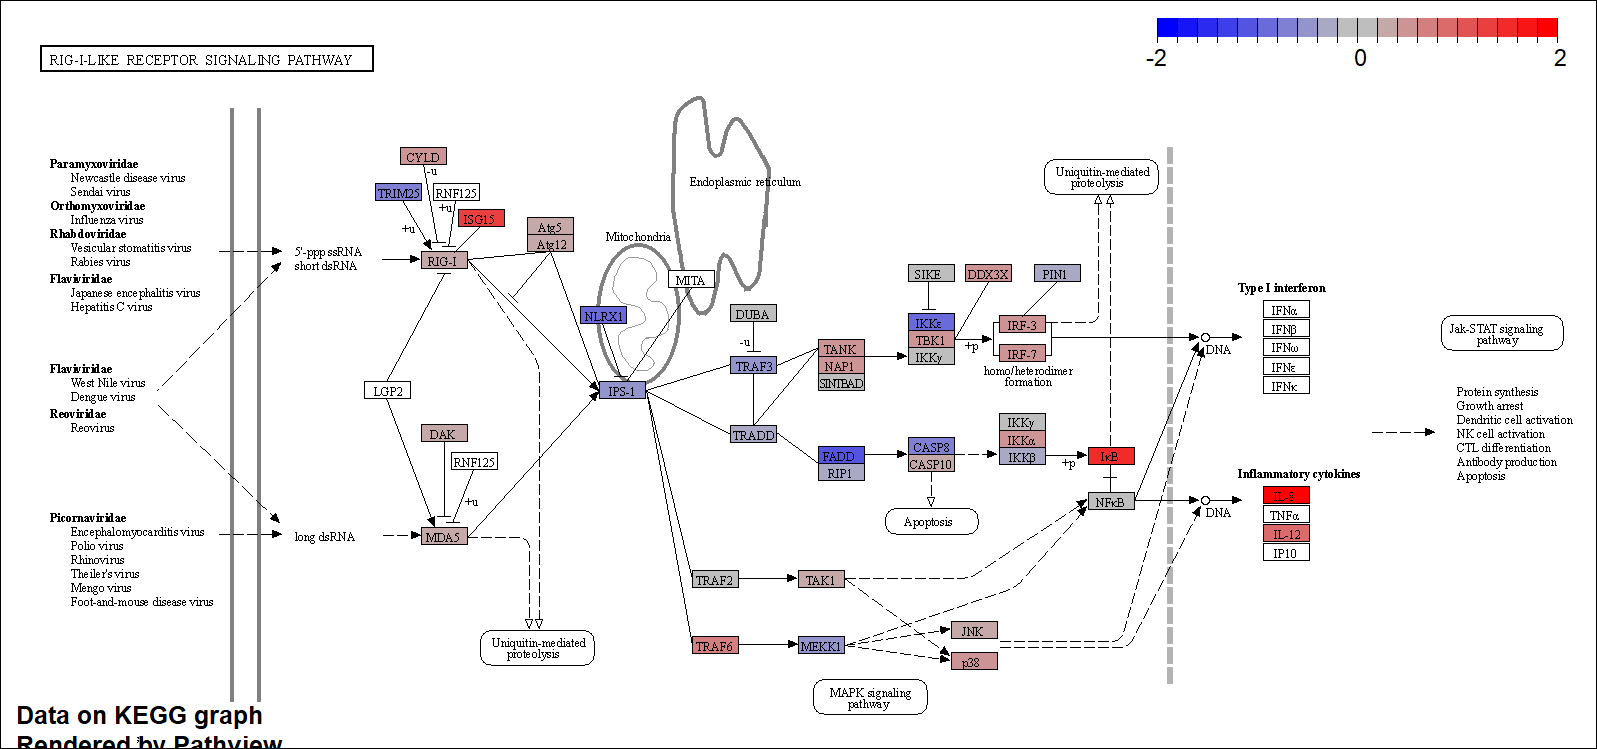 -2
0
2
RIG-I-LIKE RECEPTOR SIGNALING PATHWAY
Paramyxoviridae
Newcastle disease virus
Sendai virus
Orthomyxoviridae
Influenza virus
Rhabdoviridae
Vesicular stomatitis virus
Rabies virus
Flaviviridae
Japanese encephalitis virus
Hepatitis C virus
Flaviviridae
West Nile virus
Dengue virus
Reoviridae
Reovirus
Picornaviridae
Encephalomyocarditis virus
Polio virus
Rhinovirus
Theiler's virus
Mengo virus
Foot-and-mouse disease virus
5'-ppp ssRNA
short dsRNA
long dsRNA
CYLD
-u
TRIM25
RNF125
+u
+u
ISG15
RIG-I
Atg5
Atg12
LGP2
DAK
RNF125
+u
MDA5
Uniquitin-mediated
proteolysis
Mitochondria
Endoplasmic reticulum
MITA
NLRX1
IPS-1
DUBA
-u
TRAF3
TRADD
TANK
NAP1
SINTBAD
FADD
RIP1
TRAF2
TAK1
TRAF6
MEKK1
MAPK signaling
pathway
SIKE
DDX3X
PIN1
IKKε
TBK1
IKKγ
+p
IRF-3
IRF-7
homo/heterodimer
formation
CASP8
CASP10
Apoptosis
IKKγ
IKKα
IKKβ
+p
IκB
NFκB
JNK
p38
Uniquitin-mediated
proteolysis
DNA
DNA
Type I interferon
IFNα
IFNβ
IFNω
IFNε
IFNκ
Inflammatory cytokines
IL-8
TNFα
IL-12
IP10
Jak-STAT signaling
pathway
Protein synthesis
Growth arrest
Dendritic cell activation
NK cell activation
CTL differentiation
Antibody production
Apoptosis
Data on KEGG graph
Rendered by Pathview